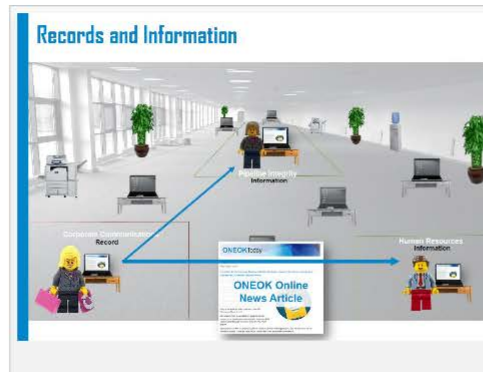 Records and Information
Pipeline Integrity
Information
Corporate Communications
Record
Human Resources
Information
ONEOKToday
ONEOK Online
News Article